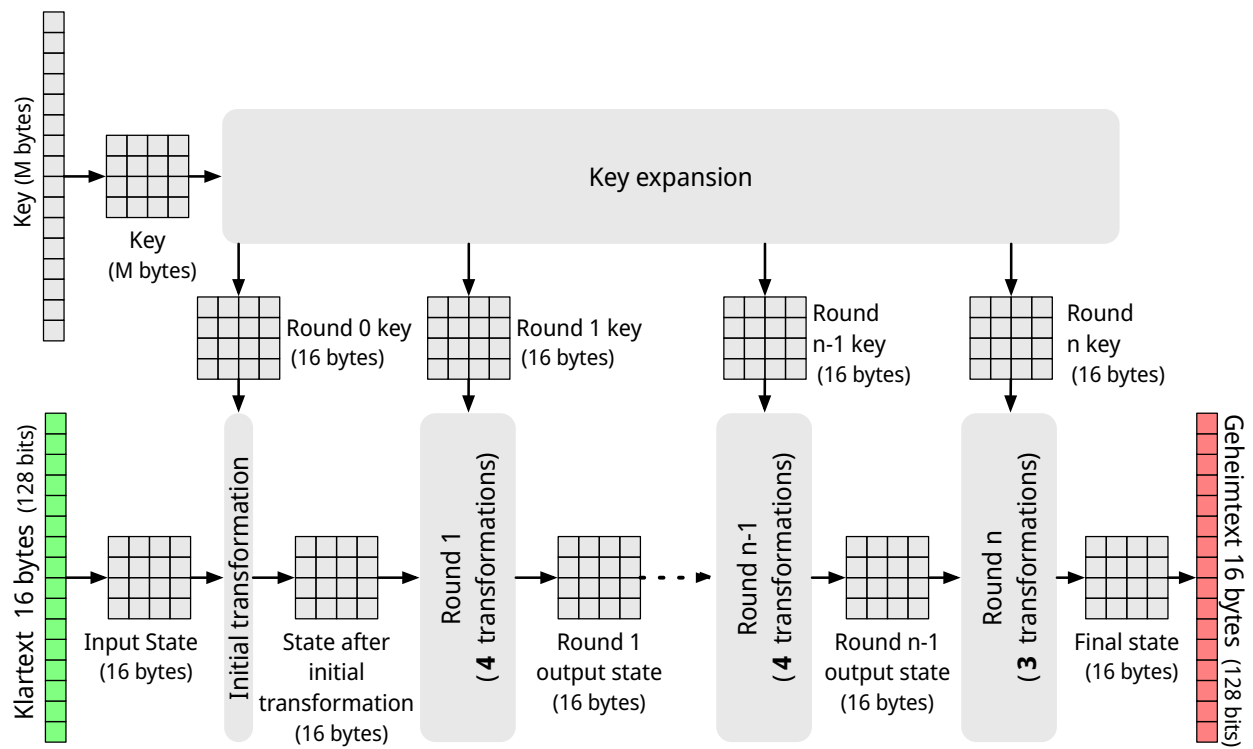 Key (M bytes)
Key
(M bytes)
Key expansion
Round 0 key
(16 bytes)
Round 1 key
(16 bytes)
Round
n-1 key
(16 bytes)
Round
n key
(16 bytes)
Klartext 16 bytes (128 bits)
Input State
(16 bytes)
Initial transformation
State after
initial
transformation
(16 bytes)
Round 1
(4 transformations)
Round 1
output state
(16 bytes)
Round n-1
(4 transformations)
Round n-1
output state
(16 bytes)
Round n
(3 transformations)
Final state
(16 bytes)
Geheimtext 16 bytes (128 bits)